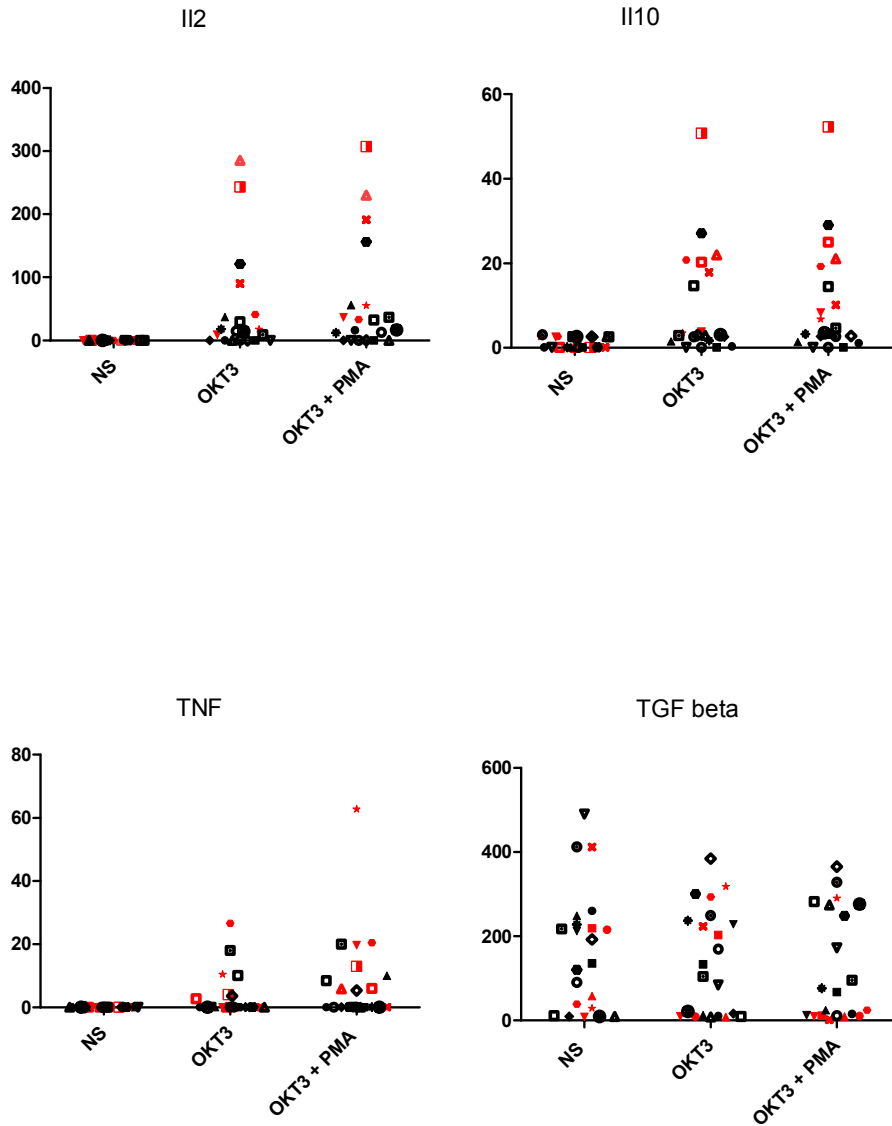 Il2
Il10
400
300
200
100
0
NS
OKT3
OKT3 + PMA
60
40
20
0
NS
OKT3
OKT3 + PMA
TNF
TGF beta
80
60
40
20
0
NS
OKT3
OKT3 + PMA
600
400
200
0
NS
OKT3
OKT3 + PMA